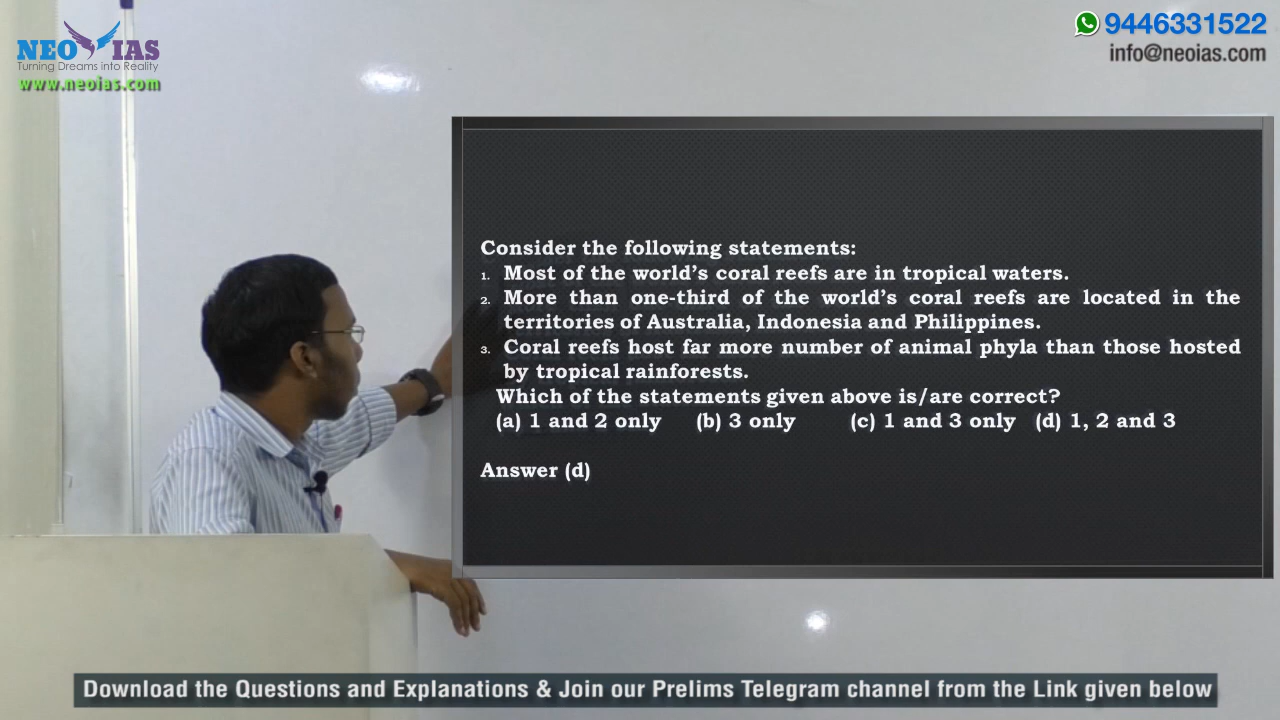 NEO IAS
Turning Dreams into Reality
www.neoias.com
9446331522
info@neoias.com
Consider the following statements:
1. Most of the world's coral reefs are in tropical waters.
2. More than one-third of the world's coral reefs are located in the
territories of Australia, Indonesia and Philippines.
3. Coral reefs host far more number of animal phyla than those hosted
by tropical rainforests.
Which of the statements given above is/are correct?
(a) 1 and 2 only (b) 3 only (c) 1 and 3 only (d) 1, 2 and 3
Answer (d)
Download the Questions and Explanations & Join our Prelims Telegram channel from the Link given below